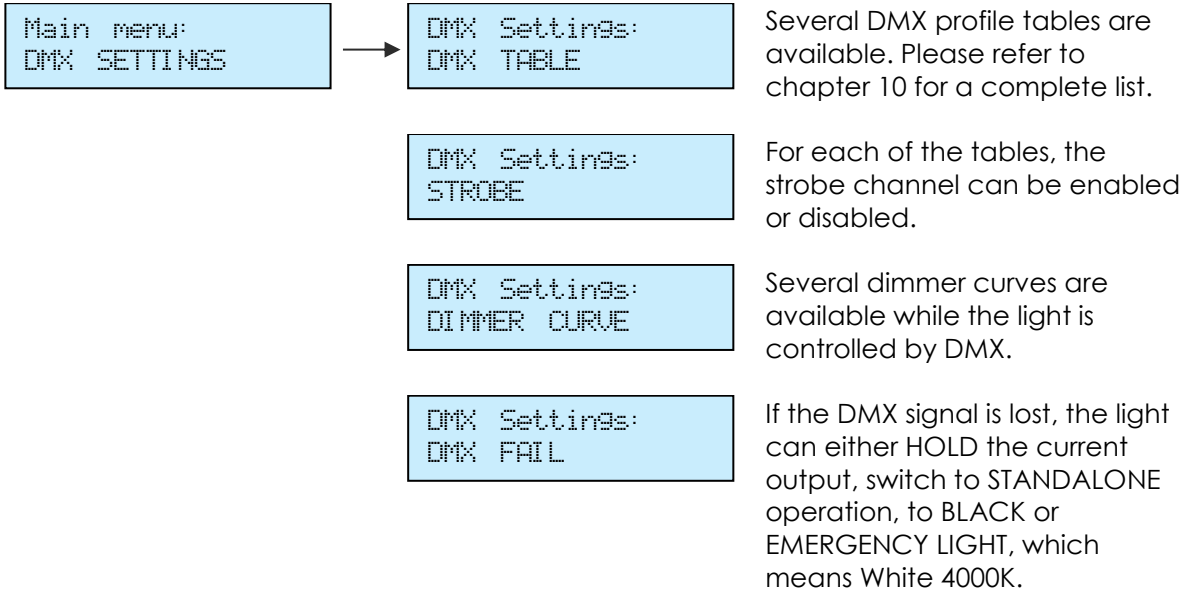 Main menu:
DMX SETTINGS
DMX Settings:
DMX TABLE
Several DMX profile tables are
available. Please refer to
chapter 10 for a complete list.
DMX Settings:
STROBE
For each of the tables, the
strobe channel can be enabled
or disabled.
DMX Settings:
DIMMER CURVE
Several dimmer curves are
available while the light is
controlled by DMX.
DMX Settings:
DMX FAIL
If the DMX signal is lost, the light
can either HOLD the current
output, switch to STANDALONE
operation, to BLACK or
EMERGENCY LIGHT, which
means White 4000K.